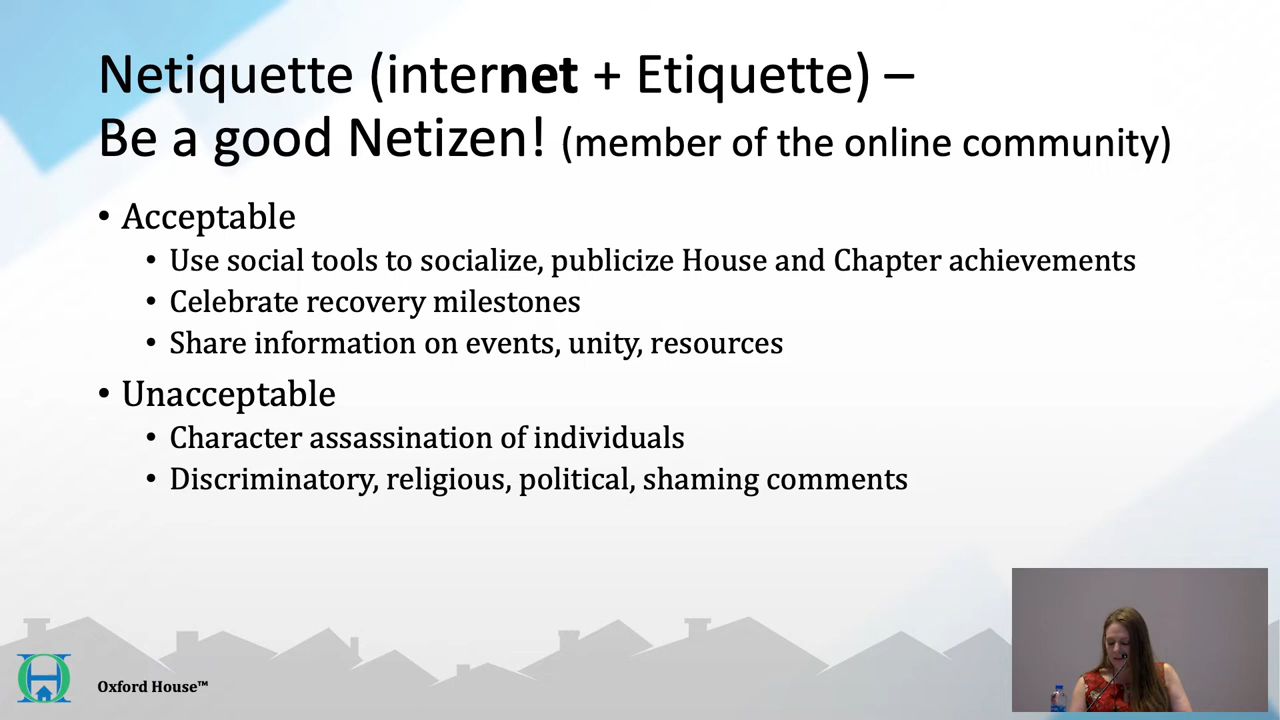 Netiquette (internet + Etiquette) –
Be a good Netizen! (member of the online community)
• Acceptable
• Use social tools to socialize, publicize House and Chapter achievements
• Celebrate recovery milestones
• Share information on events, unity, resources
• Unacceptable
• Character assassination of individuals
• Discriminatory, religious, political, shaming comments
Oxford House™